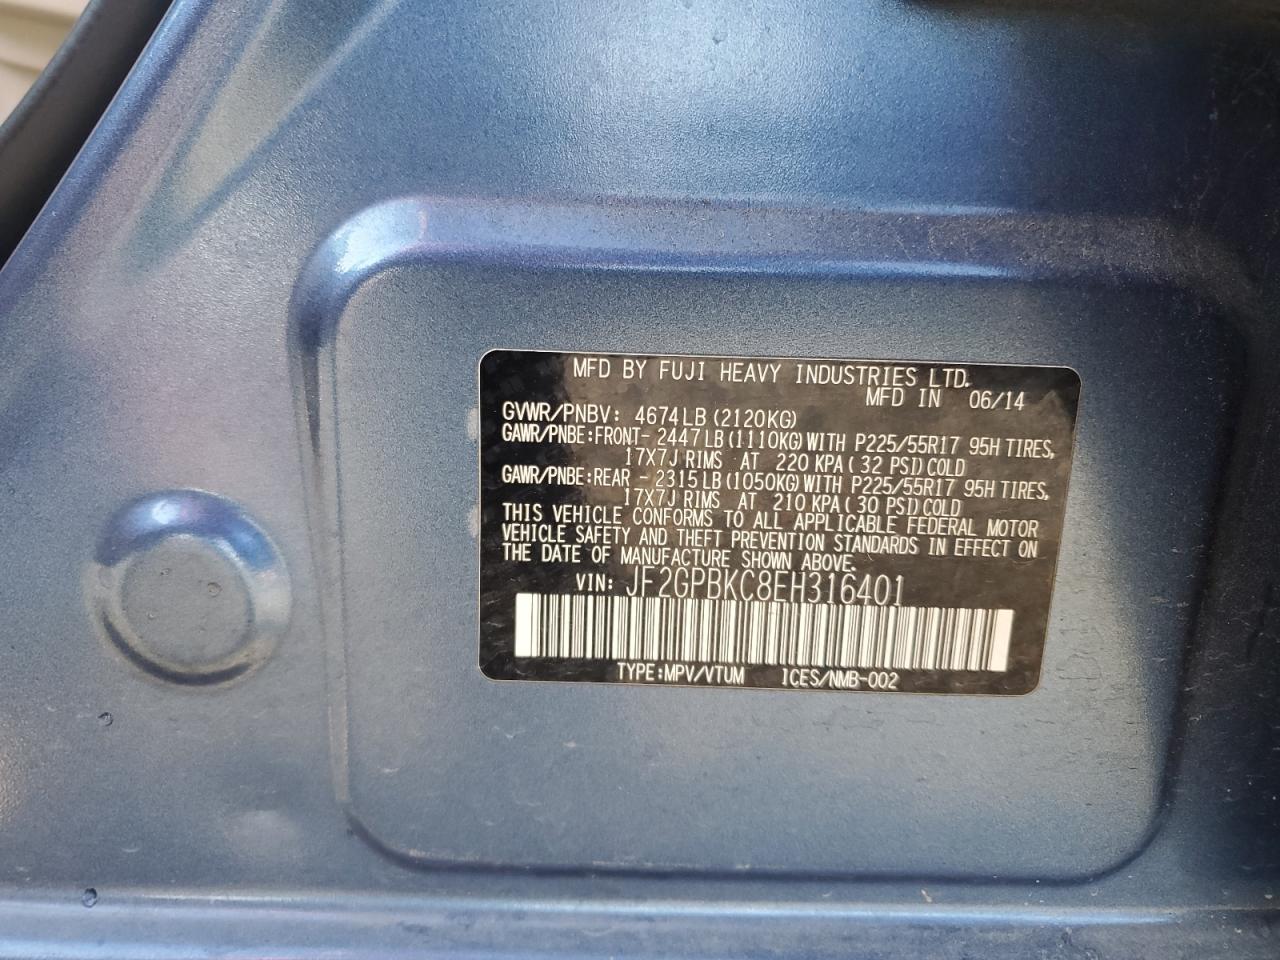 MFD BY FUJI HEAVY INDUSTRIES LTD.
MFD IN 06/14
GVWR/PNBV: 4674LB(2120KG)
GAWR/PNBE:FRONT- 2447LB(1110KG)WITH P225/55R17 95H TIRES,
17X7J RIMS AT 220 KPA(32 PSI)COLD
GAWR/PNBE:REAR - 2315LB(1050KG)WITH P225/55R17 95H TIRES,
17X7J RIMS AT 210 KPA(30 PSI)COLD
THIS VEHICLE CONFORMS TO ALL APPLICABLE FEDERAL MOTOR
VEHICLE SAFETY AND THEFT PREVENTION STANDARDS IN EFFECT ON
THE DATE OF MANUFACTURE SHOWN ABOVE.
VIN: JF2GPBKC8EH316401
TYPE:MPV/VTUM ICES/NMB-002